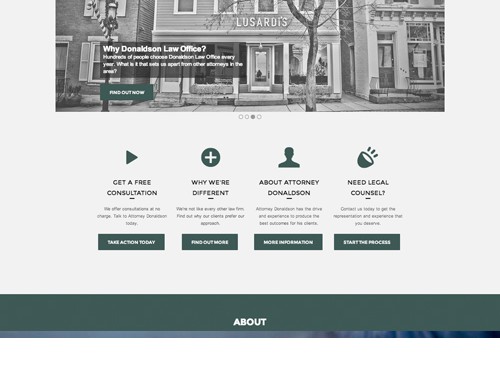 LUSARDI'S
Why Donaldson Law Office?
Hundreds of people choose Donaldson Law Office every
year. What is it that sets us apart from other attorneys in the
area?
FIND OUT NOW
GET A FREE
CONSULTATION
We offer consultations at no
charge. Talk to Attorney Donaldson
today.
TAKE ACTION TODAY
WHY WE'RE
DIFFERENT
We're not like every other law firm.
Find out why our clients prefer our
approach.
FIND OUT MORE
ABOUT ATTORNEY
DONALDSON
Attorney Donaldson has the drive
and experience to produce the
best outcomes for his clients.
MORE INFORMATION
NEED LEGAL
COUNSEL?
Contact us today to get the
representation and experience that
you deserve.
START THE PROCESS
ABOUT